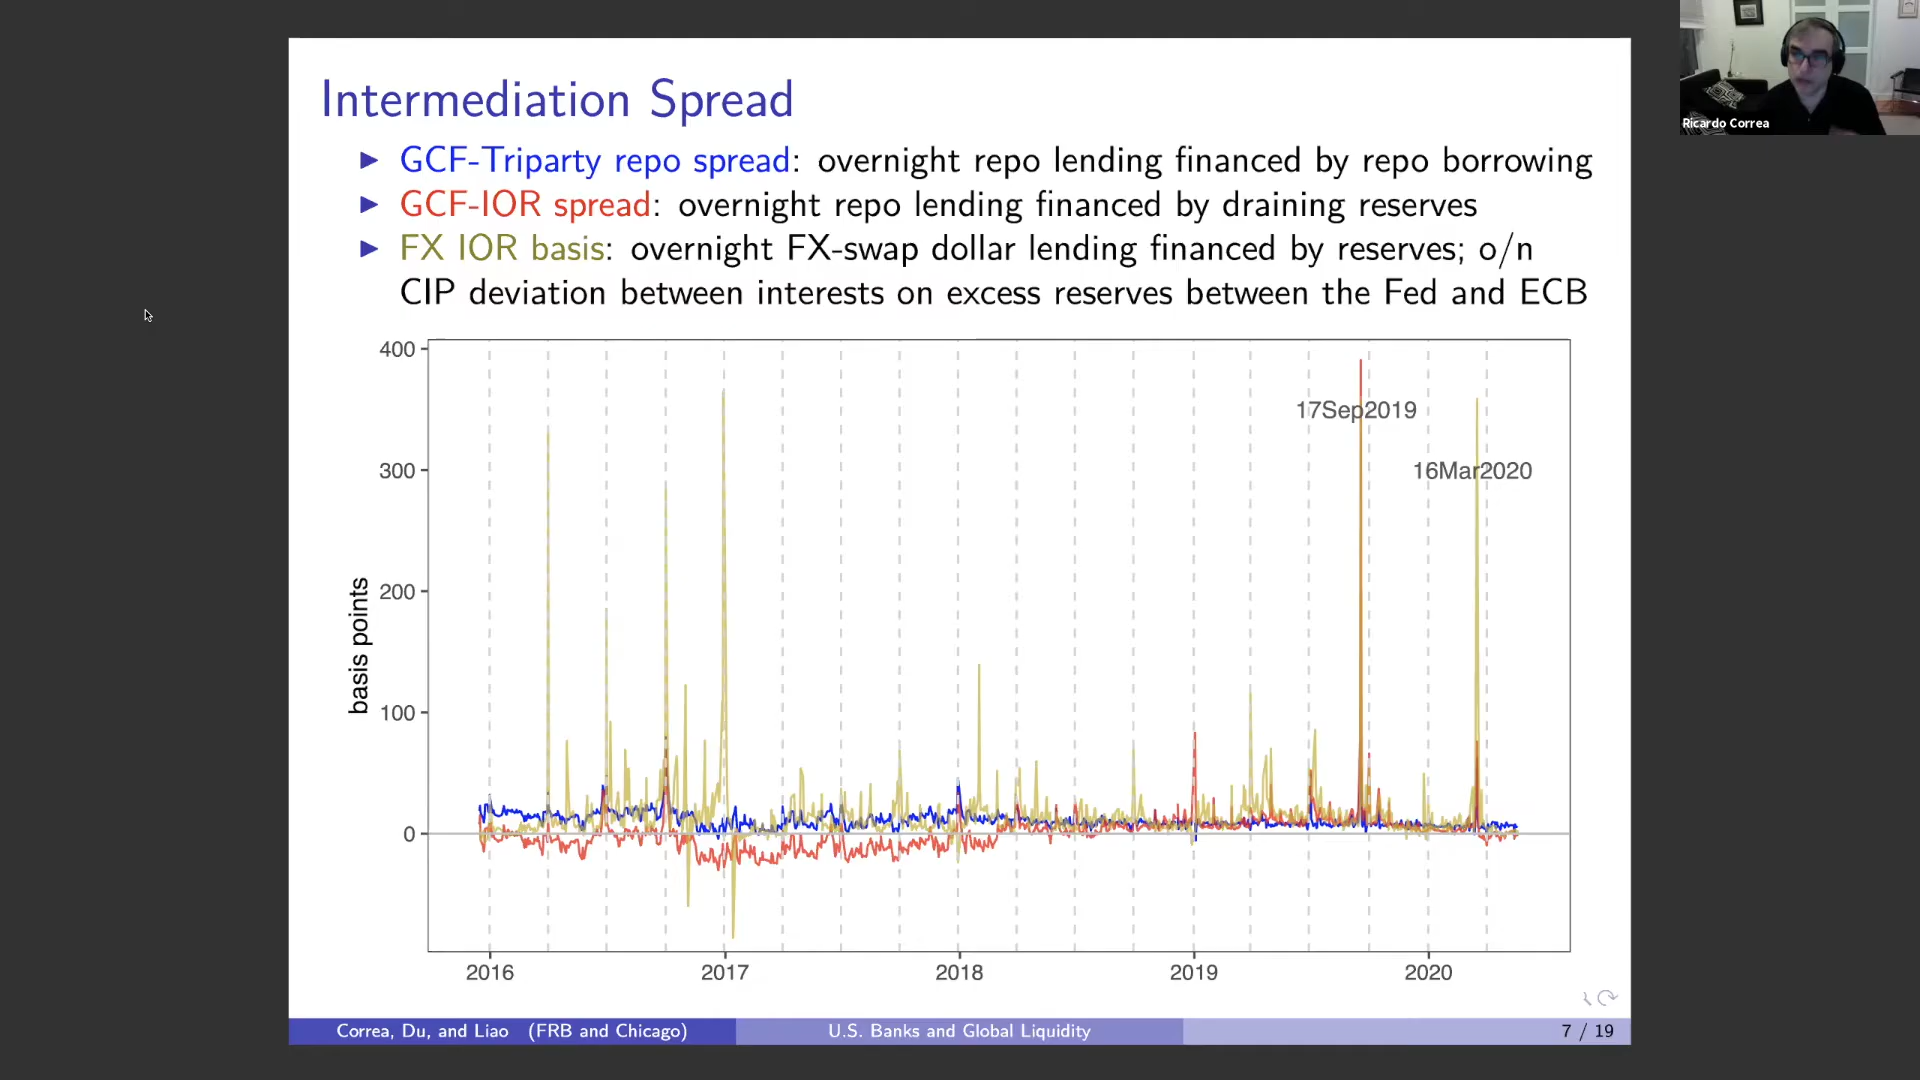 Intermediation Spread
▶ GCF-Triparty repo spread: overnight repo lending financed by repo borrowing
▶ GCF-IOR spread: overnight repo lending financed by draining reserves
▶ FX IOR basis: overnight FX-swap dollar lending financed by reserves; o/n
CIP deviation between interests on excess reserves between the Fed and ECB
400
300
200
100
0
basis points
17Sep2019
16Mar2020
2016 2017 2018 2019 2020
Correa, Du, and Liao (FRB and Chicago) U.S. Banks and Global Liquidity 7 / 19
Ricardo Correa